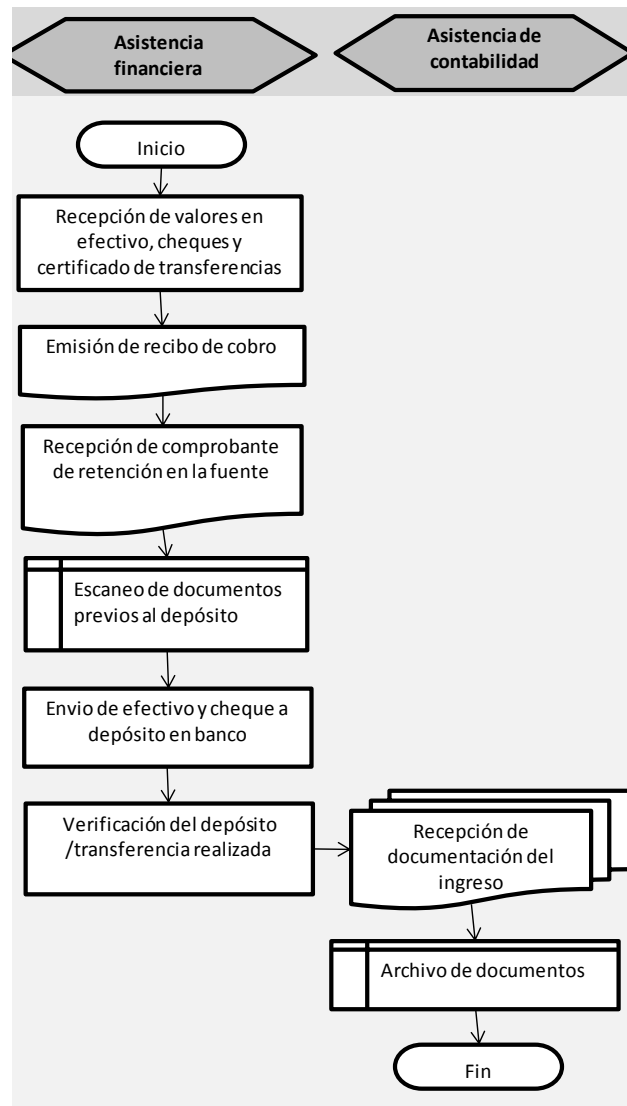 Asistencia
financiera
Asistencia de
contabilidad
Inicio
Recepción de valores en
efectivo, cheques y
certificado de transferencias
Emisión de recibo de cobro
Recepción de comprobante
de retención en la fuente
Escaneo de documentos
previos al depósito
Envio de efectivo y cheque a
depósito en banco
Verificación del depósito
/transferencia realizada
Recepción de
documentación del
ingreso
Archivo de documentos
Fin